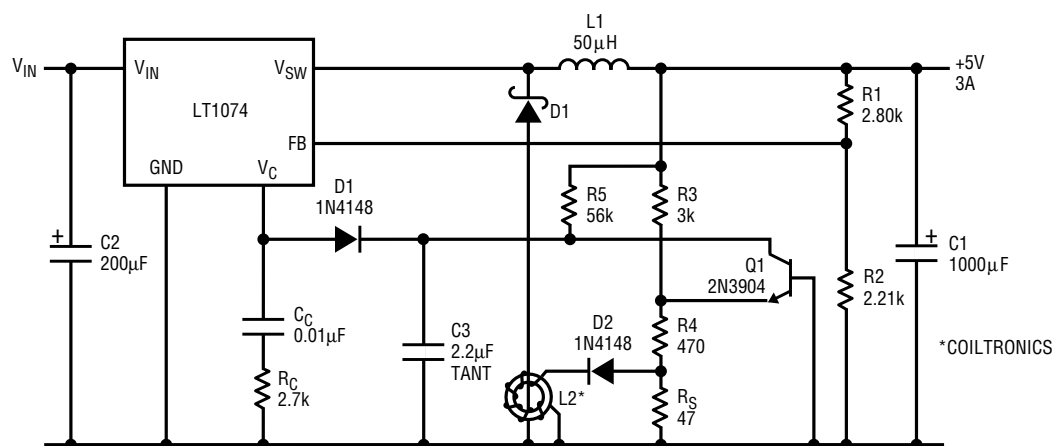 L1
50µH
V_IN
V_IN
V_SW
+5V
3A
LT1074
D1
R1
2.80k
FB
GND
V_C
D1
1N4148
R5
56k
R3
3k
+
C2
200µF
Q1
2N3904
+
C1
1000µF
R2
2.21k
C_C
0.01µF
C3
2.2µF
TANT
D2
1N4148
R4
470
*COILTRONICS
R_C
2.7k
L2*
R_S
47